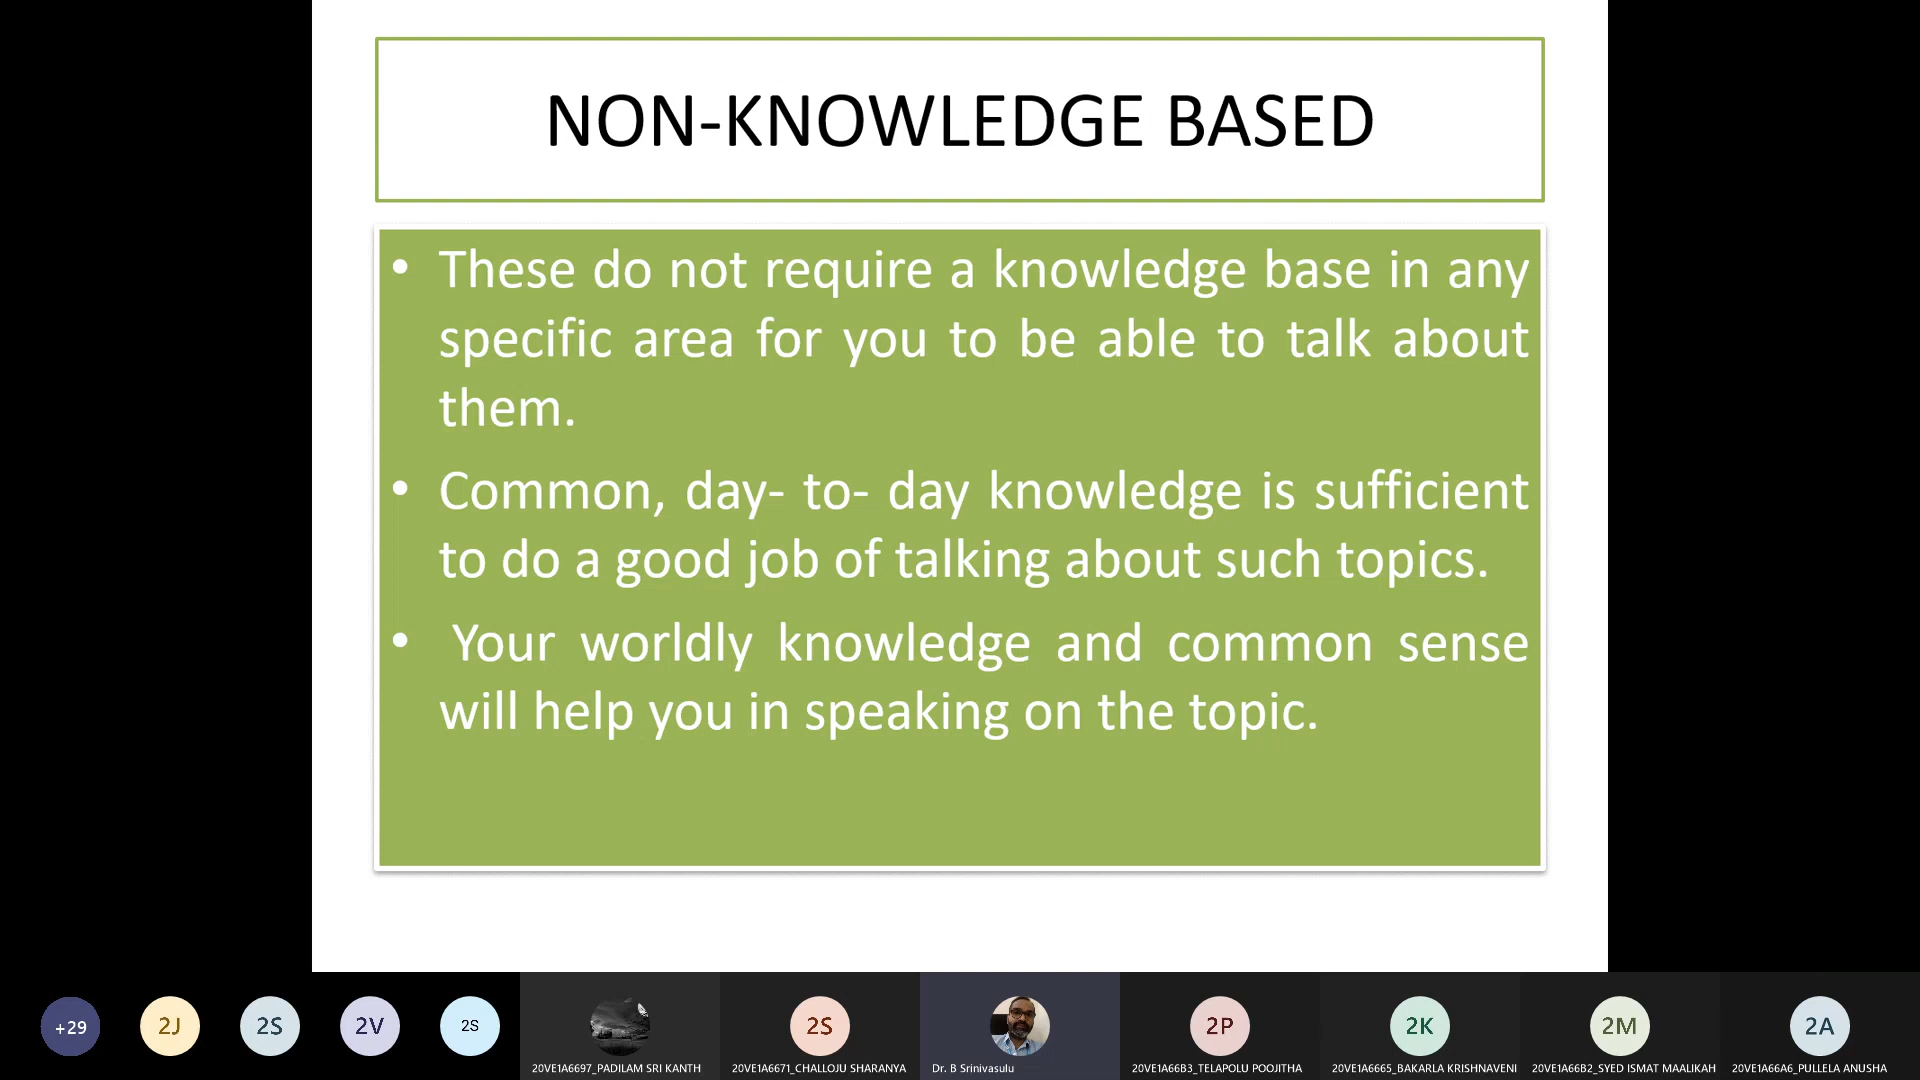 NON-KNOWLEDGE BASED
• These do not require a knowledge base in any
specific area for you to be able to talk about
them.
• Common, day- to- day knowledge is sufficient
to do a good job of talking about such topics.
• Your worldly knowledge and common sense
will help you in speaking on the topic.
+29
2J
2S
2V
2S
2S
2P
2K
2M
2A
20VE1A6697_PADILAM SRI KANTH
20VE1A6671_CHALLOJU SHARANYA
Dr. B Srinivasulu
20VE1A66B3_TELAPOLU POOJITHA
20VE1A6665_BAKARLA KRISHNAVENI
20VE1A66B2_SYED ISMAT MAALIKAH
20VE1A66A6_PULLELA ANUSHA